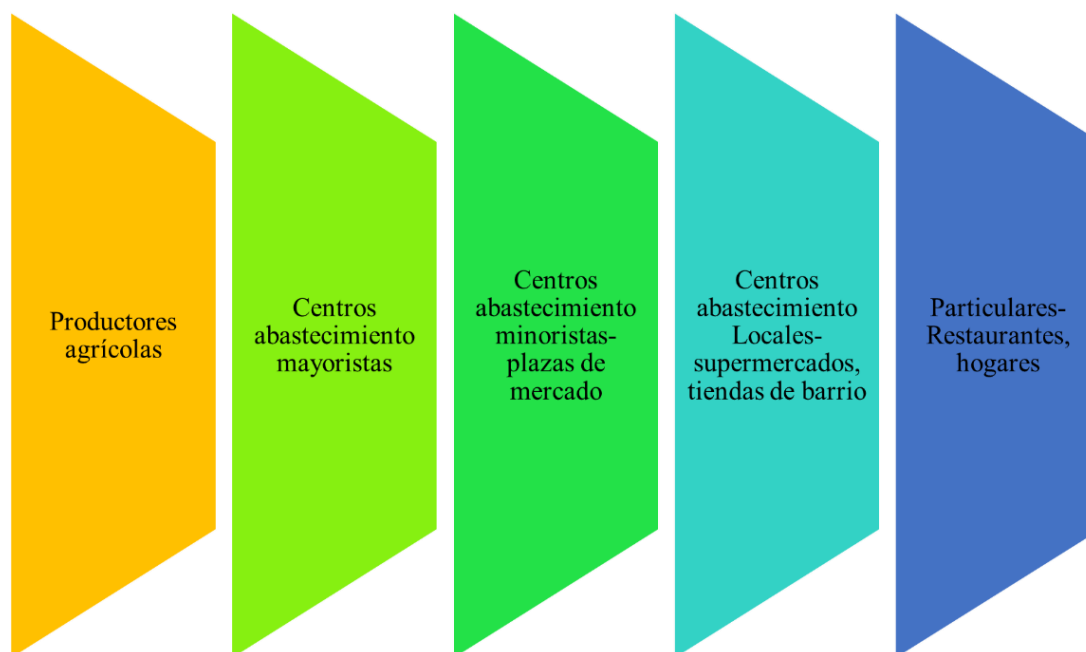 Productores
agrícolas
Centros
abastecimiento
mayoristas
Centros
abastecimiento
minoristas-
plazas de
mercado
Centros
abastecimiento
Locales-
supermercados,
tiendas de barrio
Particulares-
Restaurantes,
hogares